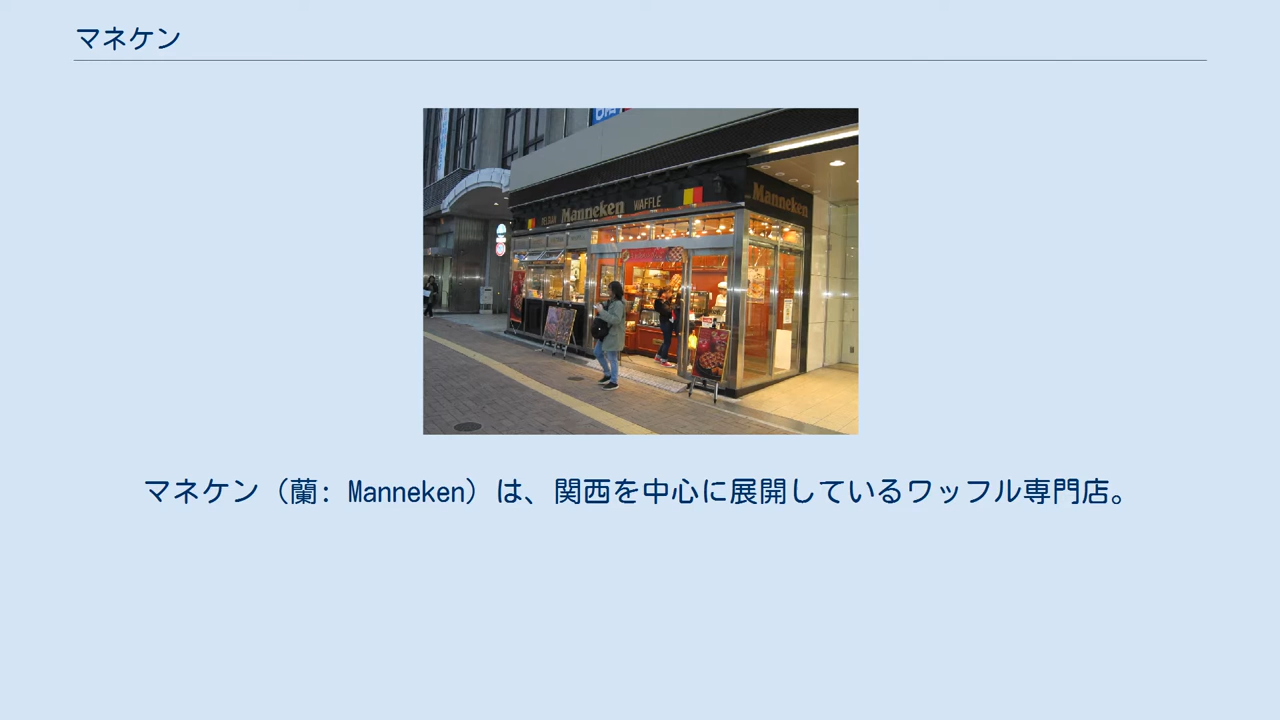 マネケン
BELGIAN Manneken WAFFLE
Manneken
マネケン（蘭: Manneken）は、関西を中心に展開しているワッフル専門店。